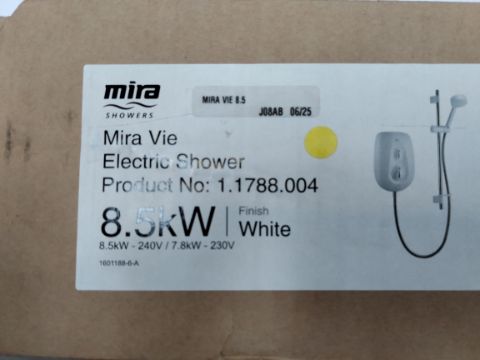 mira
SHOWERS
MIRA VIE 8.5
J08AB 06/25
Mira Vie
Electric Shower
Product No: 1.1788.004
8.5kW
Finish
White
8.5kW - 240V / 7.8kW - 230V
1601188-6-A